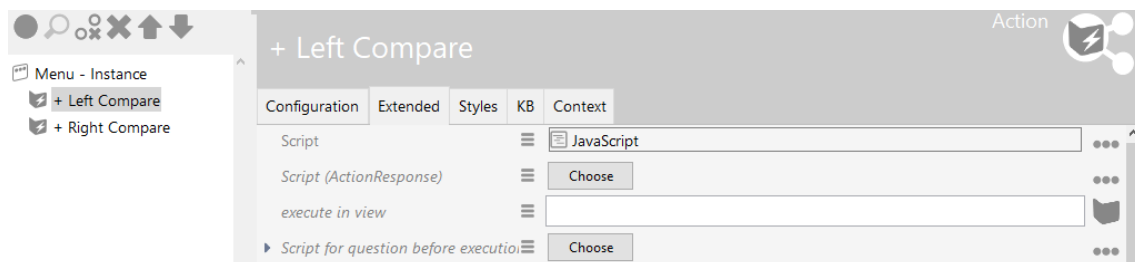 Action
+ Left Compare
Menu - Instance
+ Left Compare
+ Right Compare
Configuration Extended Styles KB Context
Script JavaScript
Script (ActionResponse) Choose
execute in view
Script for question before execution Choose